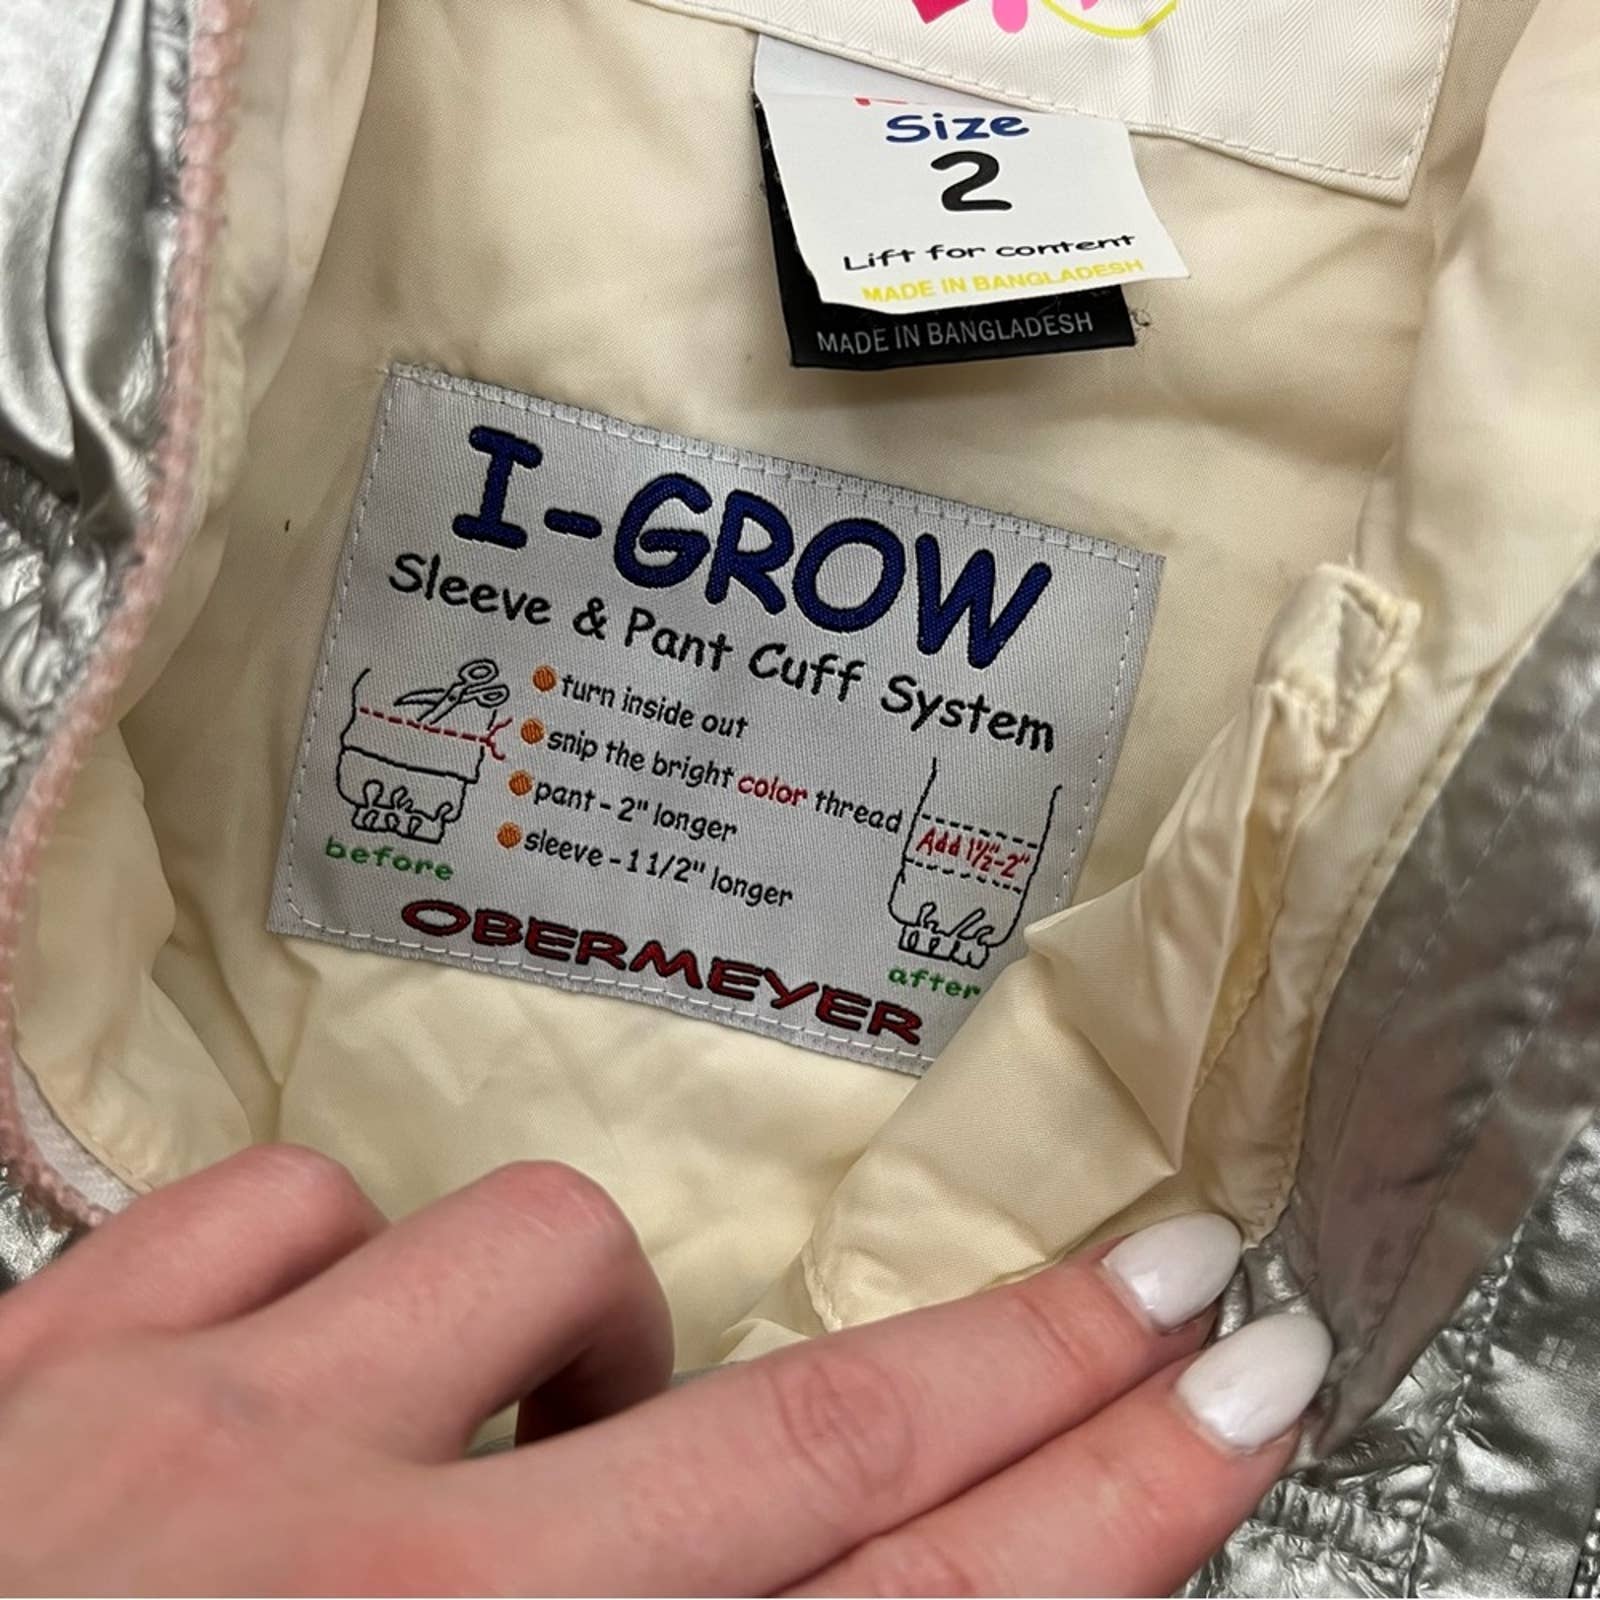 Size
2
Lift for content
MADE IN BANGLADESH
MADE IN BANGLADESH
I-GROW
Sleeve & Pant Cuff System
turn inside out
snip the bright color thread
pant - 2" longer
sleeve - 1 1/2" longer
before
Add 1½"-2"
after
OBERMEYER